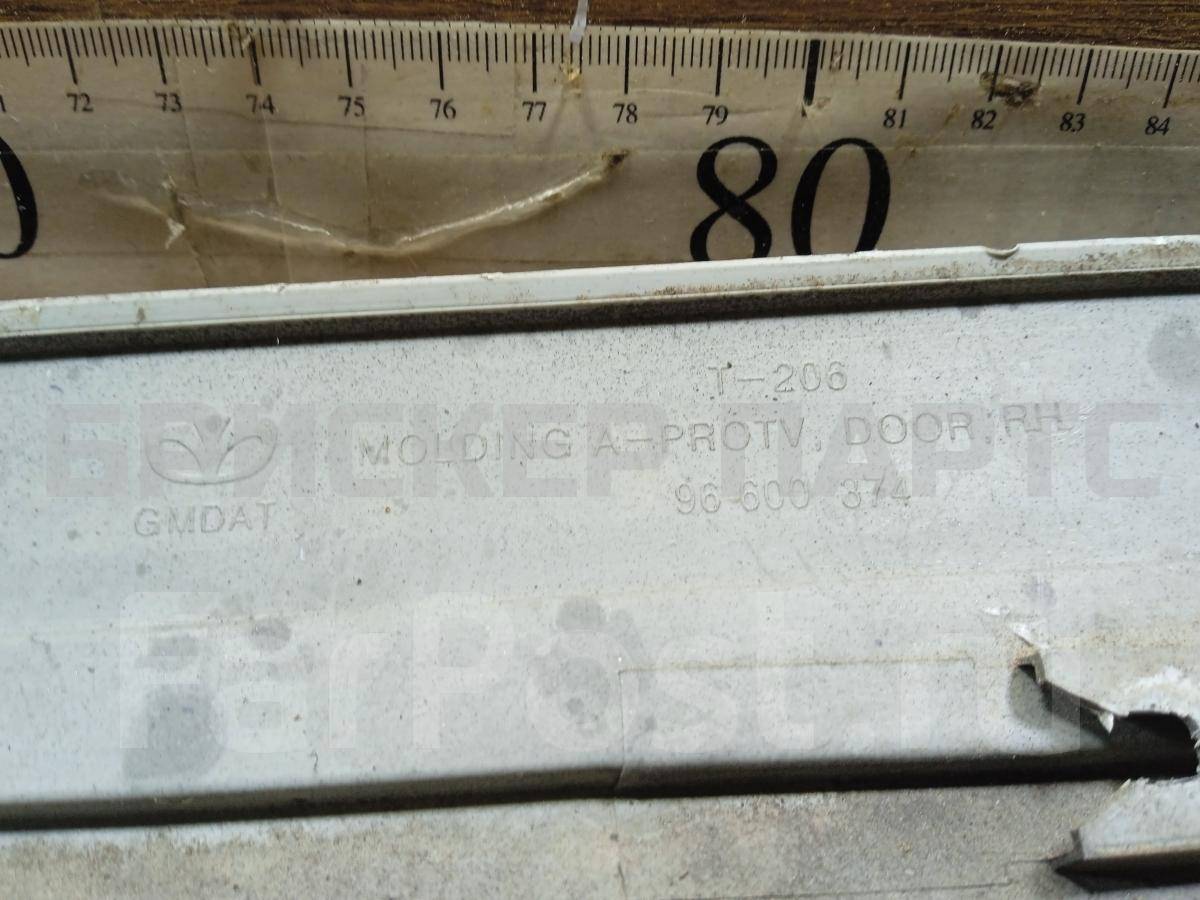 72 73 74 75 76 77 78 79 81 82 83 84
80
T-206
MOLDING A-PROTV, DOOR RH
96 600 374
GMDAT
БРИСКЕР ПАРТС
FarPost.ru